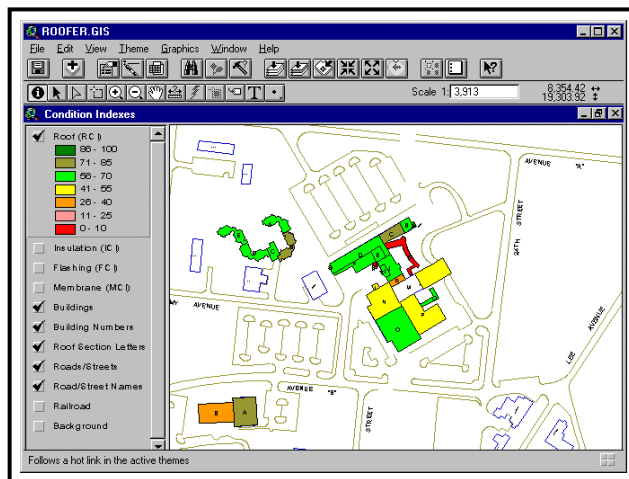 ROOFER.GIS
File Edit View Theme Graphics Window Help
Scale 1: 3,913
8,354.42
19,303.92
Condition Indexes
Roof (RCI)
86 - 100
71 - 85
56 - 70
41 - 55
26 - 40
11 - 25
0 - 10
Insulation (ICI)
Flashing (FCI)
Membrane (MCI)
Buildings
Building Numbers
Roof Section Letters
Roads/Streets
Road/Street Names
Railroad
Background
AVENUE "A"
24TH STREET
MY AVENUE
LEE AVENUE
AVENUE "B"
STREET
B A
Follows a hot link in the active themes